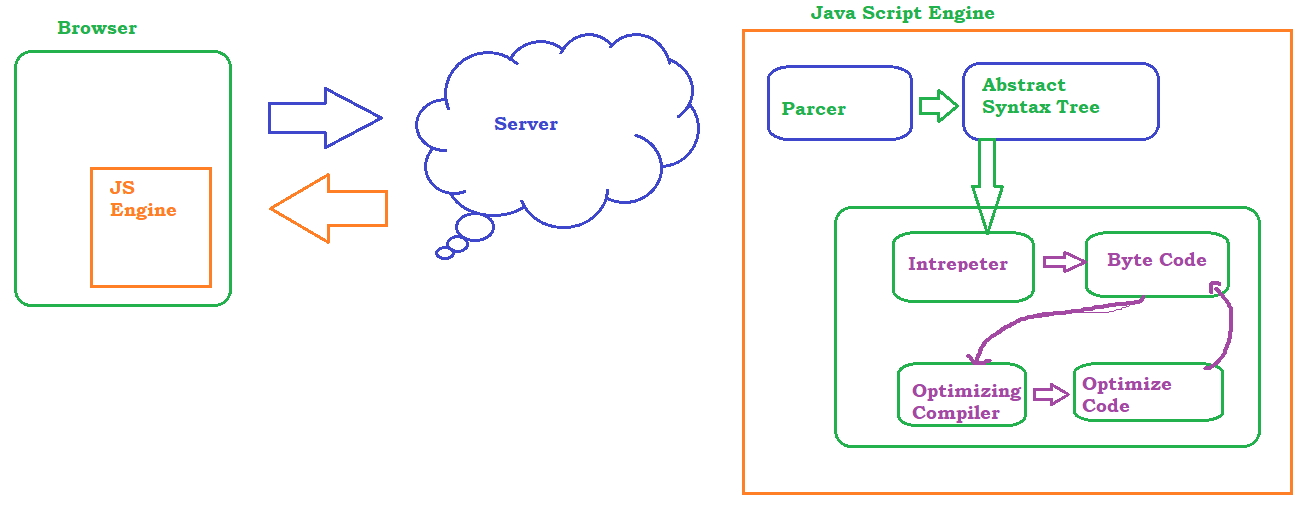 Browser
JS
Engine
Server
Java Script Engine
Parcer
Abstract
Syntax Tree
Intrepeter
Byte Code
Optimizing
Compiler
Optimize
Code